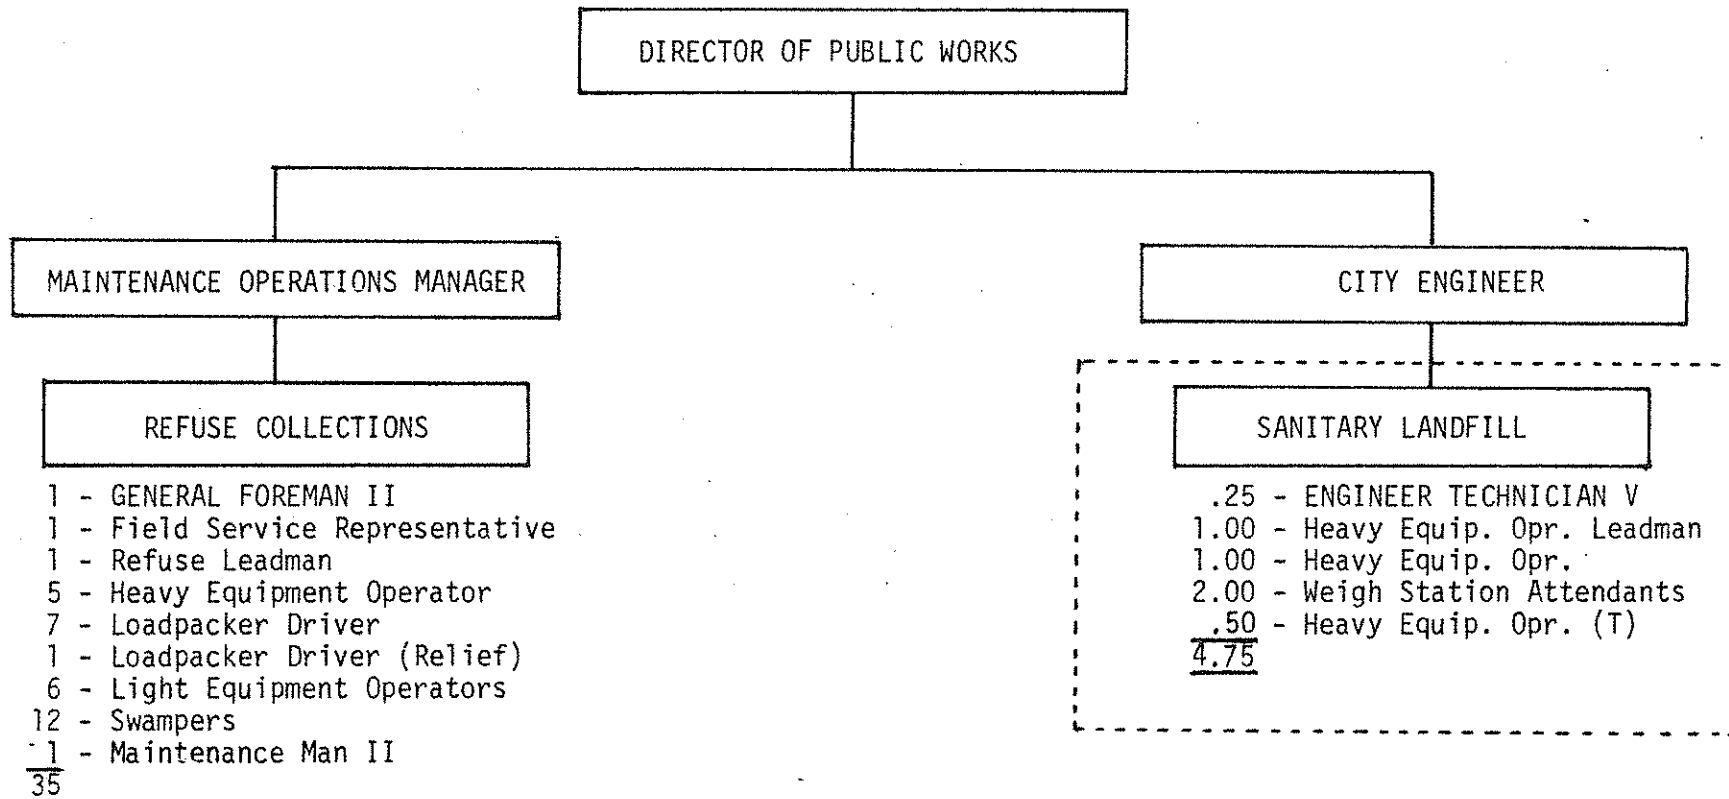 DIRECTOR OF PUBLIC WORKS
MAINTENANCE OPERATIONS MANAGER
REFUSE COLLECTIONS
1 - GENERAL FOREMAN II
1 - Field Service Representative
1 - Refuse Leadman
5 - Heavy Equipment Operator
7 - Loadpacker Driver
1 - Loadpacker Driver (Relief)
6 - Light Equipment Operators
12 - Swampers
1 - Maintenance Man II
35
CITY ENGINEER
SANITARY LANDFILL
.25 - ENGINEER TECHNICIAN V
1.00 - Heavy Equip. Opr. Leadman
1.00 - Heavy Equip. Opr.
2.00 - Weigh Station Attendants
.50 - Heavy Equip. Opr. (T)
4.75